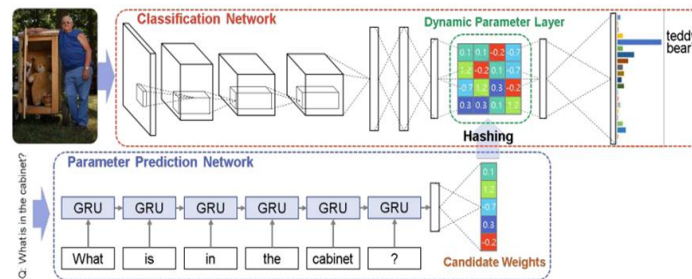 Classification Network
Dynamic Parameter Layer
0.1 0.1 -0.2 -0.7
1.2 -0.2 0.1 -0.7
-0.7 1.2 0.3 -0.2
0.3 0.3 0.1 1.2
teddy
bear
Hashing
Q: What is in the cabinet?
Parameter Prediction Network
GRU GRU GRU GRU GRU GRU
What is in the cabinet ?
0.1
1.2
-0.7
0.3
-0.2
Candidate Weights